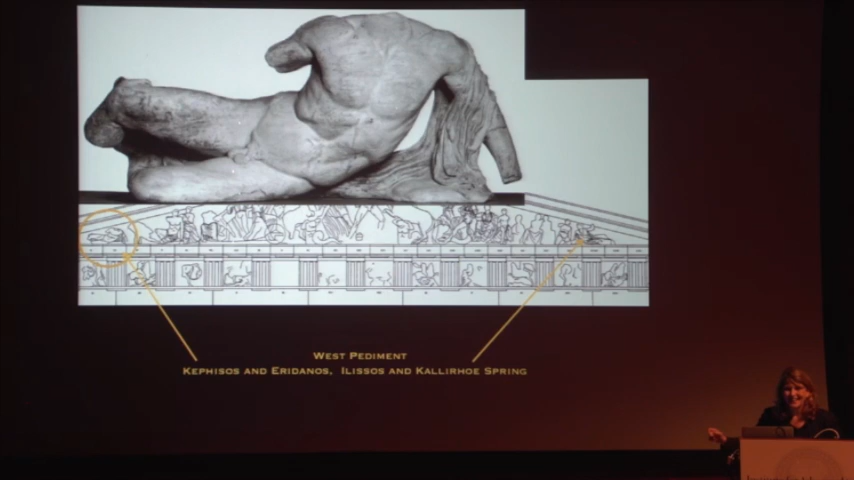 WEST PEDIMENT
KEPHISOS AND ERIDANOS, ILISSOS AND KALLIRHOE SPRING